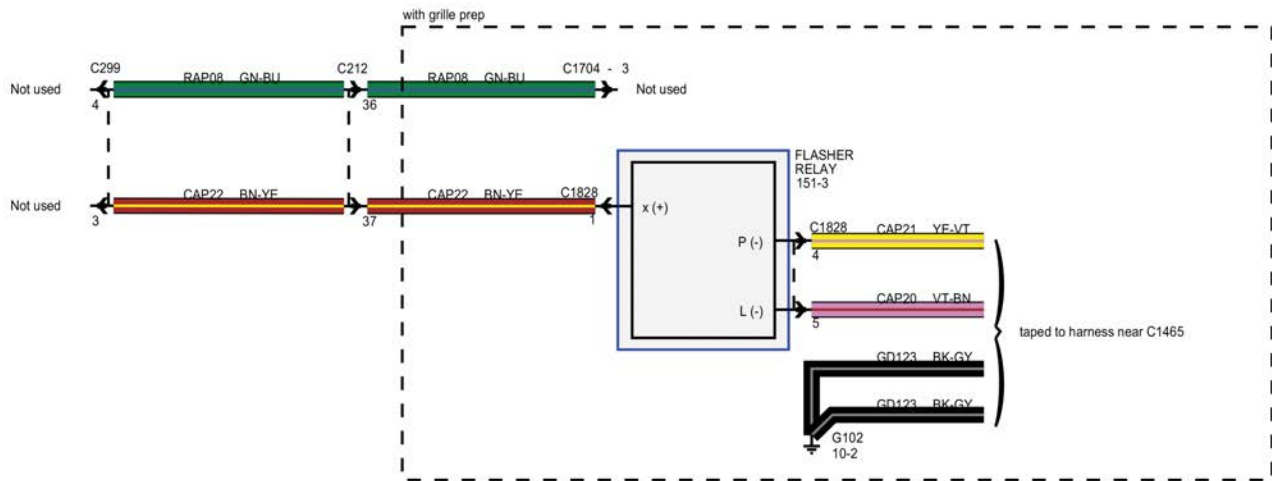 with grille prep
C299
RAP08 GN-BU
C212
RAP08 GN-BU
C1704 - 3
Not used
Not used
4
36
FLASHER
RELAY
151-3
CAP22 BN-YE
CAP22 BN-YE
C1828
Not used
3
37
1
x (+)
P (-)
C1828
CAP21 YE-VT
4
L (-)
CAP20 VT-BN
5
taped to harness near C1465
GD123 BK-GY
GD123 BK-GY
G102
10-2